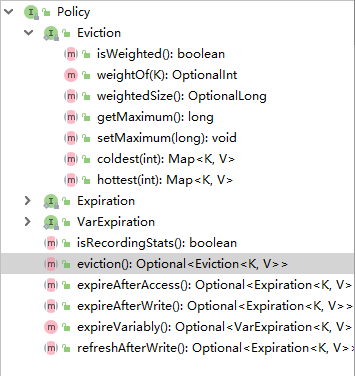 Policy
Eviction
isWeighted(): boolean
weightOf(K): OptionalInt
weightedSize(): OptionalLong
getMaximum(): long
setMaximum(long): void
coldest(int): Map<K, V>
hottest(int): Map<K, V>
Expiration
VarExpiration
isRecordingStats(): boolean
eviction(): Optional<Eviction<K, V>>
expireAfterAccess(): Optional<Expiration<K, V>
expireAfterWrite(): Optional<Expiration<K, V>>
expireVariably(): Optional<VarExpiration<K, V>
refreshAfterWrite(): Optional<Expiration<K, V>>